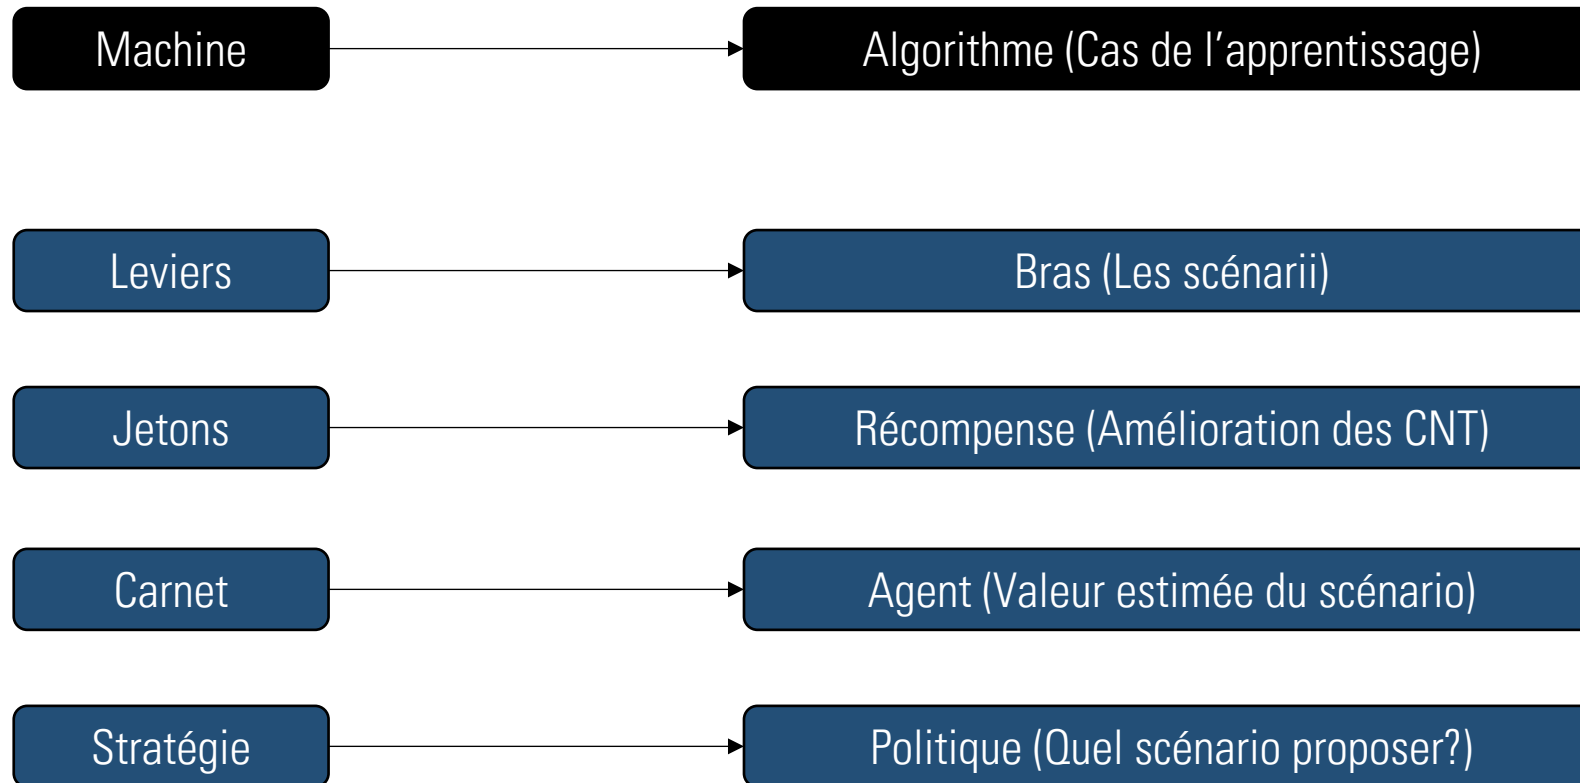 Machine
Algorithme (Cas de l’apprentissage)
Leviers
Bras (Les scénarii)
Jetons
Récompense (Amélioration des CNT)
Carnet
Agent (Valeur estimée du scénario)
Stratégie
Politique (Quel scénario proposer?)